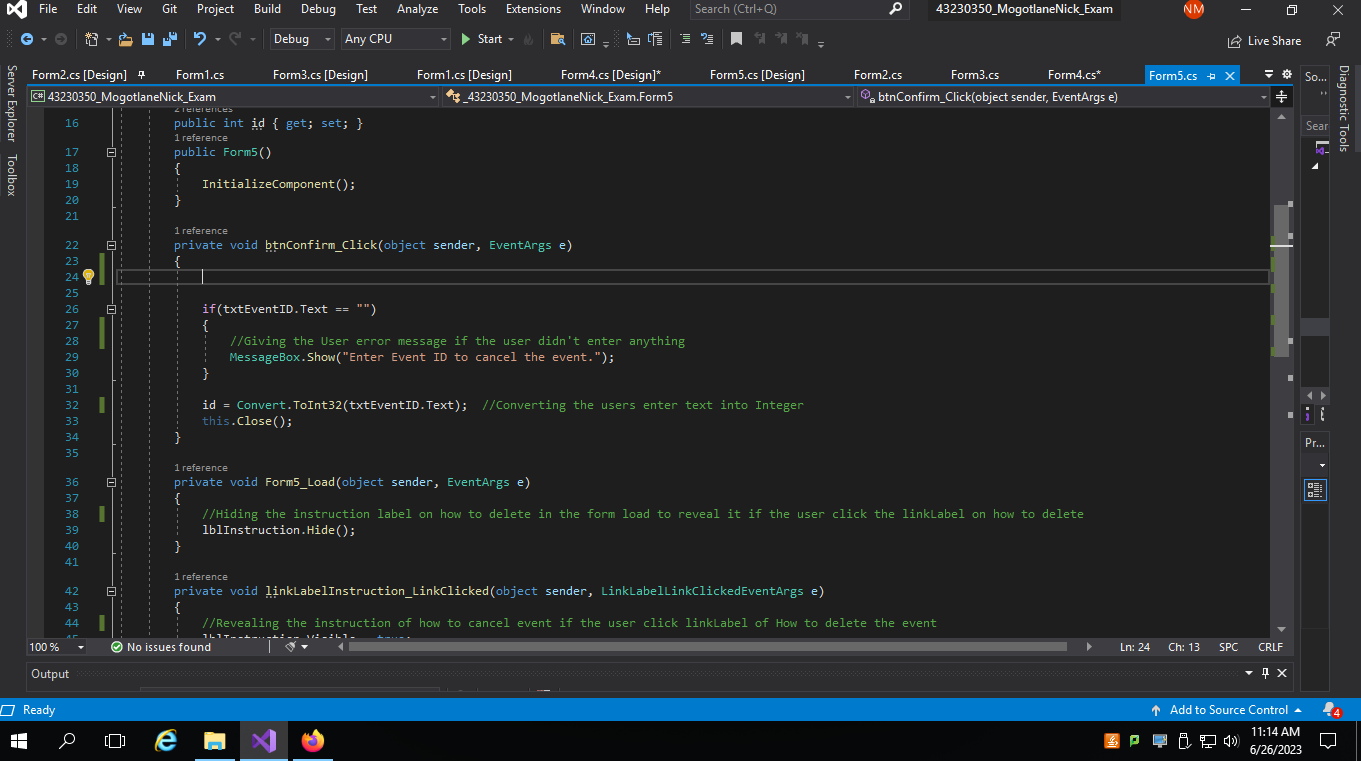 File Edit View Git Project Build Debug Test Analyze Tools Extensions Window Help Search (Ctrl+Q) 43230350_MogotlaneNick_Exam NM
Debug Any CPU Start Live Share
Form2.cs [Design] Form1.cs Form3.cs [Design] Form1.cs [Design] Form4.cs [Design]* Form5.cs [Design] Form2.cs Form3.cs Form4.cs* Form5.cs So...
C# 43230350_MogotlaneNick_Exam _43230350_MogotlaneNick_Exam.Form5 btnConfirm_Click(object sender, EventArgs e)
Server Explorer
Toolbox
Diagnostic Tools
Sear
2 references
16 public int id { get; set; }
1 reference
17 public Form5()
18 {
19 InitializeComponent();
20 }
21
1 reference
22 private void btnConfirm_Click(object sender, EventArgs e)
23 {
24
25
26 if(txtEventID.Text == "")
27 {
28 //Giving the User error message if the user didn't enter anything
29 MessageBox.Show("Enter Event ID to cancel the event.");
30 }
31
32 id = Convert.ToInt32(txtEventID.Text); //Converting the users enter text into Integer
33 this.Close();
34 }
35
1 reference
36 private void Form5_Load(object sender, EventArgs e)
37 {
38 //Hiding the instruction label on how to delete in the form load to reveal it if the user click the linkLabel on how to delete
39 lblInstruction.Hide();
40 }
41
1 reference
42 private void linkLabelInstruction_LinkClicked(object sender, LinkLabelLinkClickedEventArgs e)
43 {
44 //Revealing the instruction of how to cancel event if the user click linkLabel of How to delete the event
45 lblInstruction.Visible = true;
Pr...
100 % No issues found Ln: 24 Ch: 13 SPC CRLF
Output
Ready Add to Source Control 4
11:14 AM
6/26/2023